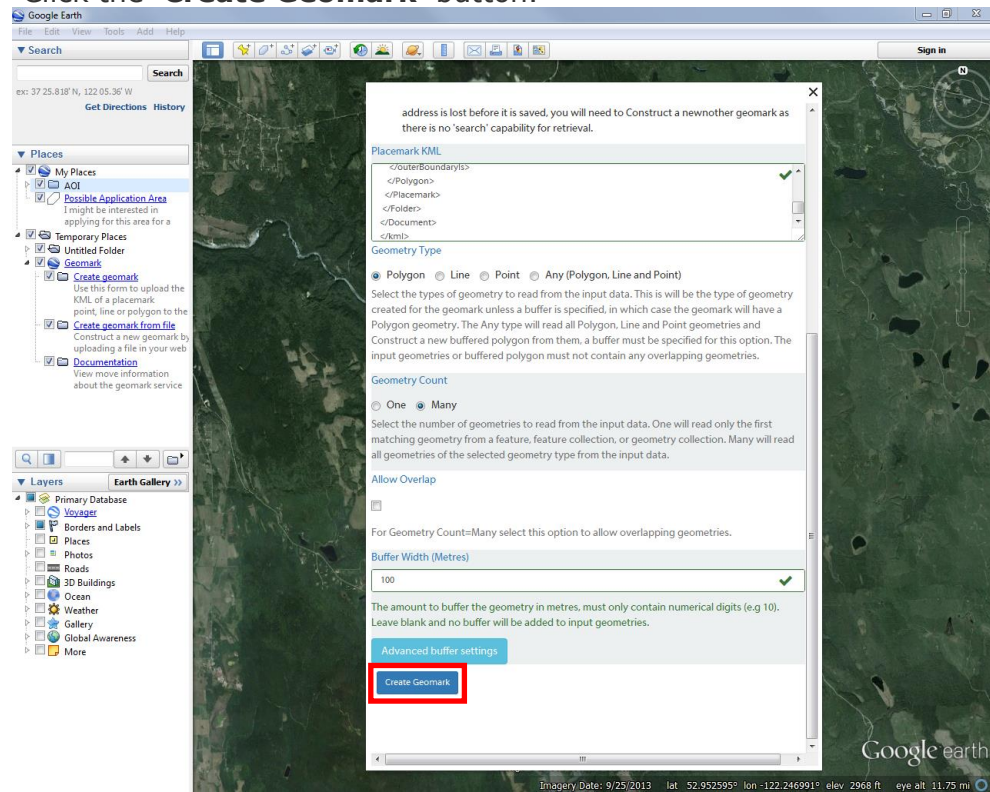 Click the "Create Geomark" button.
Google Earth
File Edit View Tools Add Help
Search
Sign in
Search
ex: 37 25.818' N, 122 05.36' W
Get Directions History
Places
My Places
AOI
Possible Application Area
I might be interested in
applying for this area for a
Temporary Places
Untitled Folder
Geomark
Create geomark
Use this form to upload the
KML of a placemark
point, line or polygon to the
Create geomark from file
Construct a new geomark by
uploading a file in your web
Documentation
View move information
about the geomark service
Layers
Earth Gallery >>
Primary Database
Voyager
Borders and Labels
Places
Photos
Roads
3D Buildings
Ocean
Weather
Gallery
Global Awareness
More
address is lost before it is saved, you will need to Construct a newnother geomark as
there is no 'search' capability for retrieval.
Placemark KML
</outerBoundaryIs>
</Polygon>
</Placemark>
</Folder>
</Document>
</kml>
Geometry Type
Polygon Line Point Any (Polygon, Line and Point)
Select the types of geometry to read from the input data. This is will be the type of geometry
created for the geomark unless a buffer is specified, in which case the geomark will have a
Polygon geometry. The Any type will read all Polygon, Line and Point geometries and
Construct a new buffered polygon from them, a buffer must be specified for this option. The
input geometries or buffered polygon must not contain any overlapping geometries.
Geometry Count
One Many
Select the number of geometries to read from the input data. One will read only the first
matching geometry from a feature, feature collection, or geometry collection. Many will read
all geometries of the selected geometry type from the input data.
Allow Overlap
For Geometry Count=Many select this option to allow overlapping geometries.
Buffer Width (Metres)
100
The amount to buffer the geometry in metres, must only contain numerical digits (e.g 10).
Leave blank and no buffer will be added to input geometries.
Advanced buffer settings
Create Geomark
N
Google earth
Imagery Date: 9/25/2013 lat 52.952595° lon -122.246991° elev 2968 ft eye alt 11.75 mi